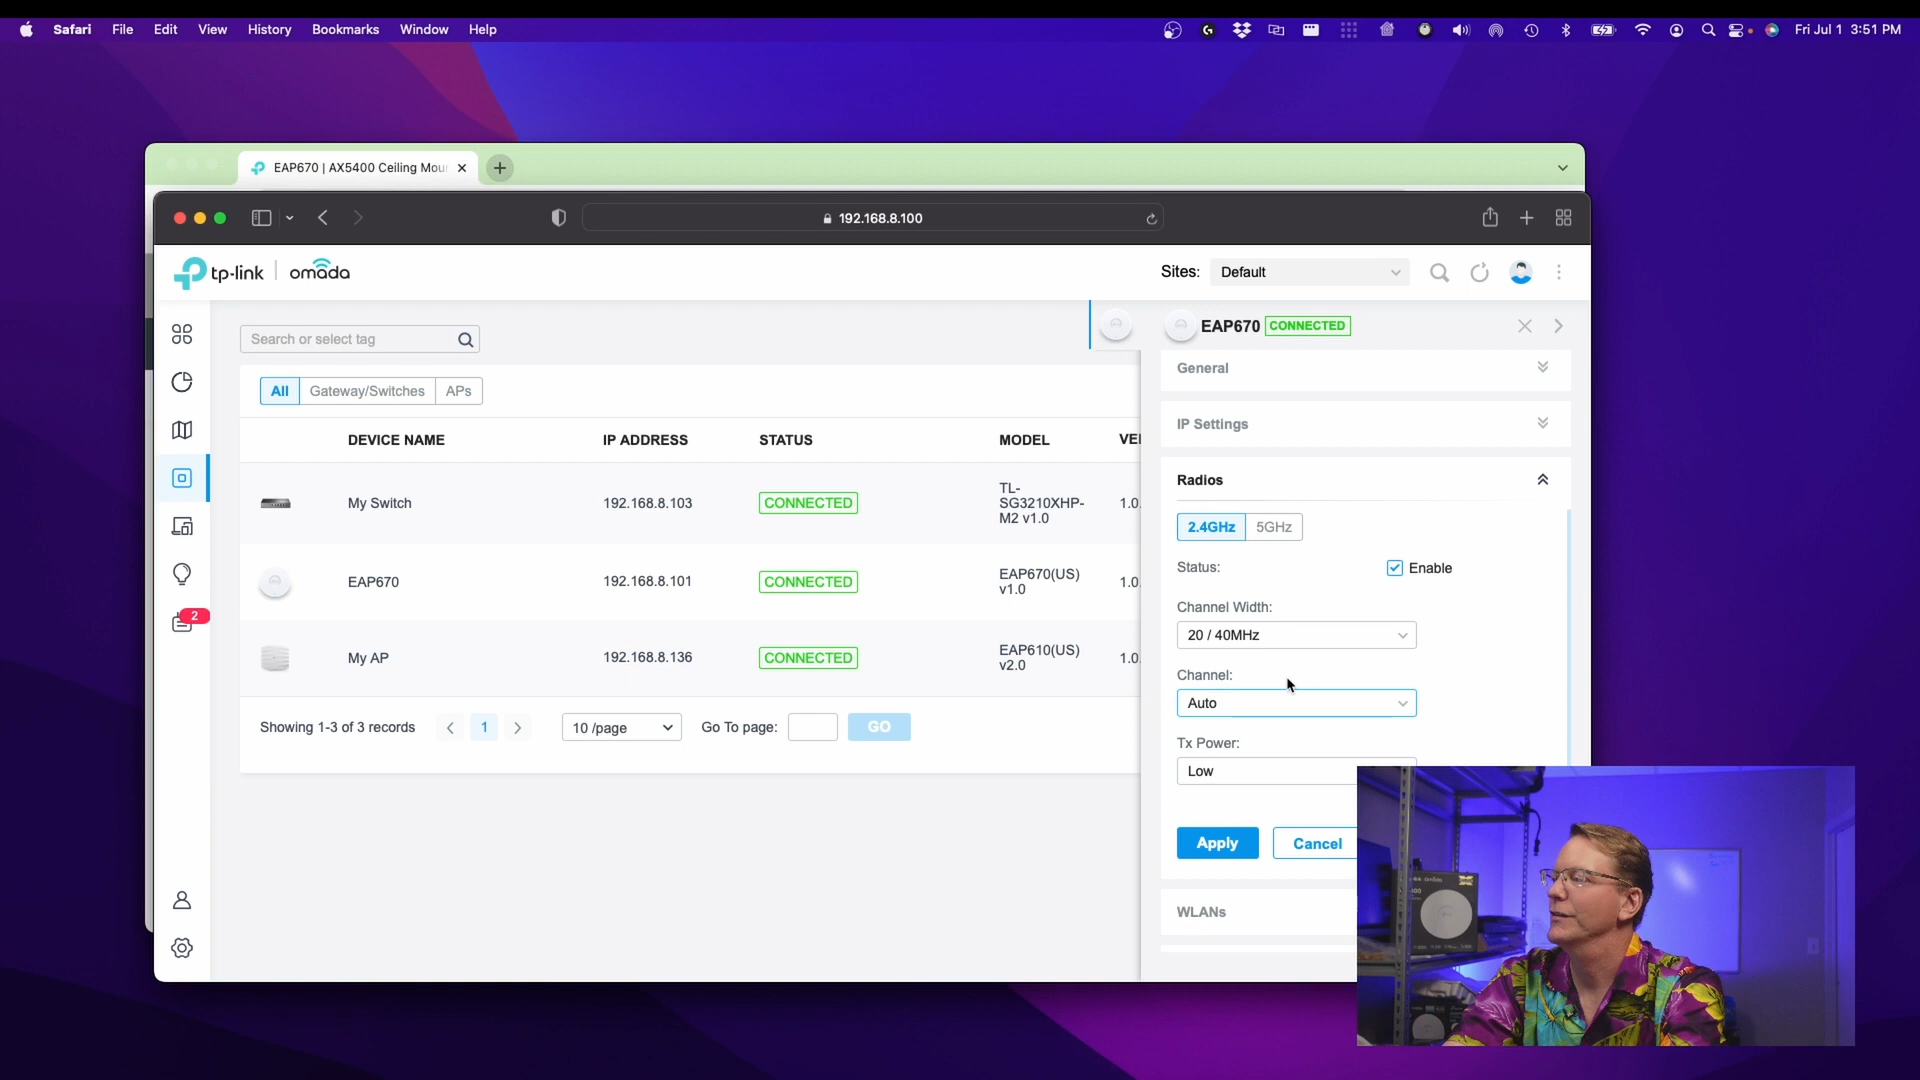 Safari File Edit View History Bookmarks Window Help
Fri Jul 1 3:51 PM
EAP670 | AX5400 Ceiling Mou
192.168.8.100
tp-link | omada
Sites: Default
Search or select tag
EAP670 CONNECTED
All Gateway/Switches APs
DEVICE NAME IP ADDRESS STATUS MODEL VE
My Switch 192.168.8.103 CONNECTED TL-
SG3210XHP-
M2 v1.0 1.0.
EAP670 192.168.8.101 CONNECTED EAP670(US)
v1.0 1.0.
My AP 192.168.8.136 CONNECTED EAP610(US)
v2.0 1.0.
2
Showing 1-3 of 3 records 1 10 /page Go To page: GO
General
IP Settings
Radios
2.4GHz 5GHz
Status: Enable
Channel Width:
20 / 40MHz
Channel:
Auto
Tx Power:
Low
Apply Cancel
WLANs